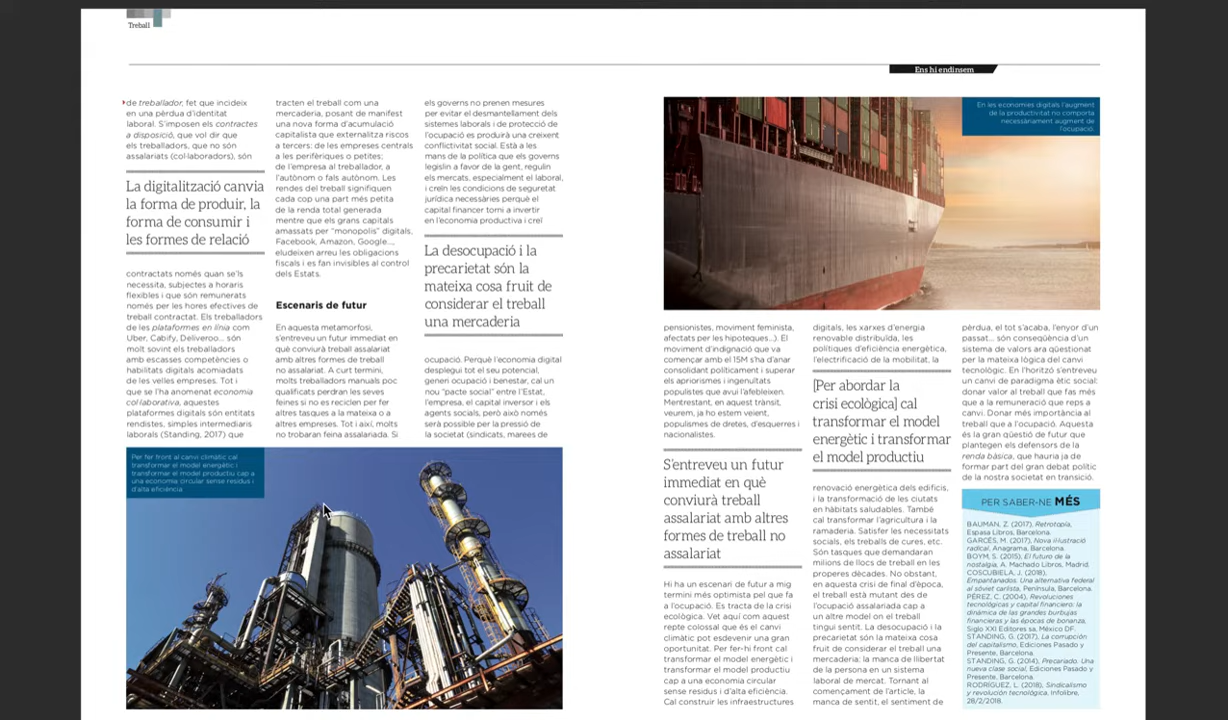 Treball
Ens hi endinsem
de treballador, fet que incideix
en una pèrdua d'identitat
laboral. S'imposen els contractes
a disposició, que vol dir que
els treballadors, que no són
assalariats (col·laboradors), són
La digitalització canvia
la forma de produir, la
forma de consumir i
les formes de relació
contractats només quan se'ls
necessita, subjectes a horaris
flexibles i que són remunerats
només per les hores efectives de
treball contractat. Els treballadors
de les plataformes en línia com
Uber, Cabify, Deliveroo... són
molt sovint els treballadors
amb escasses competències o
habilitats digitals acomiadats
de les velles empreses. Tot i
que se l'ha anomenat economia
col·laborativa, aquestes
plataformes digitals són entitats
rendistes, simples intermediaris
laborals (Standing, 2017) que
tracten el treball com una
mercaderia, posant de manifest
una nova forma d'acumulació
capitalista que externalitza riscos
a tercers: de les empreses centrals
a les perifèriques o petites;
de l'empresa al treballador, a
l'autònom o fals autònom. Les
rendes del treball signifiquen
cada cop una part més petita
de la renda total generada
mentre que els grans capitals
amassats per "monopolis" digitals,
Facebook, Amazon, Google...,
eludeixen arreu les obligacions
fiscals i es fan invisibles al control
dels Estats.
Escenaris de futur
En aquesta metamorfosi,
s'entreveu un futur immediat en
què conviurà treball assalariat
amb altres formes de treball
no assalariat. A curt termini,
molts treballadors manuals poc
qualificats perdran les seves
feines si no es reciclen per fer
altres tasques a la mateixa o a
altres empreses. Tot i així, molts
no trobaran feina assalariada. Si
els governs no prenen mesures
per evitar el desmantellament dels
sistemes laborals i de protecció de
l'ocupació es produirà una creixent
conflictivitat social. Està a les
mans de la política que els governs
legislin a favor de la gent, regulin
els mercats, especialment el laboral,
i creïn les condicions de seguretat
jurídica necessàries perquè el
capital financer torni a invertir
en l'economia productiva i creï
La desocupació i la
precarietat són la
mateixa cosa fruit de
considerar el treball
una mercaderia
ocupació. Perquè l'economia digital
desplegui tot el seu potencial,
generi ocupació i benestar, cal un
nou "pacte social" entre l'Estat,
l'empresa, el capital inversor i els
agents socials, però això només
serà possible per la pressió de
la societat (sindicats, marees de
Per fer front al canvi climàtic cal
transformar el model energètic i
transformar el model productiu cap a
una economia circular sense residus i
d'alta eficiència
En les economies digitals l'augment
de la productivitat no comporta
necessàriament augment de
l'ocupació.
pensionistes, moviment feminista,
afectats per les hipoteques...). El
moviment d'indignació que va
començar amb el 15M s'ha d'anar
consolidant políticament i superar
els apriorismes i ingenuïtats
populistes que avui l'afebleixen.
Mentrestant, en aquest trànsit,
veurem, ja ho estem veient,
populismes de dretes, d'esquerres i
nacionalistes.
S'entreveu un futur
immediat en què
conviurà treball
assalariat amb altres
formes de treball no
assalariat
Hi ha un escenari de futur a mig
termini més optimista pel que fa
a l'ocupació. Es tracta de la crisi
ecològica. Vet aquí com aquest
repte colossal que és el canvi
climàtic pot esdevenir una gran
oportunitat. Per fer-hi front cal
transformar el model energètic i
transformar el model productiu
cap a una economia circular
sense residus i d'alta eficiència.
Cal construir les infraestructures
digitals, les xarxes d'energia
renovable distribuïda, les
polítiques d'eficiència energètica,
l'electrificació de la mobilitat, la
[Per abordar la
crisi ecològica] cal
transformar el model
energètic i transformar
el model productiu
renovació energètica dels edificis,
i la transformació de les ciutats
en hàbitats saludables. També
cal transformar l'agricultura i la
ramaderia. Satisfer les necessitats
socials, els treballs de cures, etc.
Són tasques que demandaran
milions de llocs de treball en les
properes dècades. No obstant,
en aquesta crisi de final d'època,
el treball està mutant des de
l'ocupació assalariada cap a
un altre model on el treball
tingui sentit. La desocupació i la
precarietat són la mateixa cosa
fruit de considerar el treball una
mercaderia; la manca de llibertat
de la persona en un sistema
laboral de mercat. Tornant al
començament de l'article, la
manca de sentit, el sentiment de
pèrdua, el tot s'acaba, l'enyor d'un
passat... són conseqüència d'un
sistema de valors ara qüestionat
per la mateixa lògica del canvi
tecnològic. En l'horitzó s'entreveu
un canvi de paradigma ètic social:
donar valor al treball que fas més
que a la remuneració que reps a
canvi. Donar més importància al
treball que a l'ocupació. Aquesta
és la gran qüestió de futur que
plantegen els defensors de la
renda bàsica, que hauria ja de
formar part del gran debat polític
de la nostra societat en transició.
PER SABER-NE MÉS
BAUMAN, Z. (2017), Retrotopía,
Espasa Libros, Barcelona.
GARCÉS, M. (2017), Nova il·lustració
radical, Anagrama, Barcelona.
BOYM, S. (2015), El futuro de la
nostalgia, A. Machado Libros, Madrid.
COSCUBIELA, J. (2018),
Empantanados. Una alternativa federal
al sóviet carlista, Península, Barcelona.
PÉREZ, C. (2004), Revoluciones
tecnológicas y capital financiero: la
dinámica de las grandes burbujas
financieras y las épocas de bonanza,
Siglo XXI Editores sa, México DF.
STANDING, G. (2017), La corrupción
del capitalismo, Ediciones Pasado y
Presente, Barcelona.
STANDING, G. (2014), Precariado. Una
nueva clase social, Ediciones Pasado y
Presente, Barcelona.
RODRÍGUEZ, L. (2018), Sindicalismo
y revolución tecnológica, Infolibre,
28/2/2018.